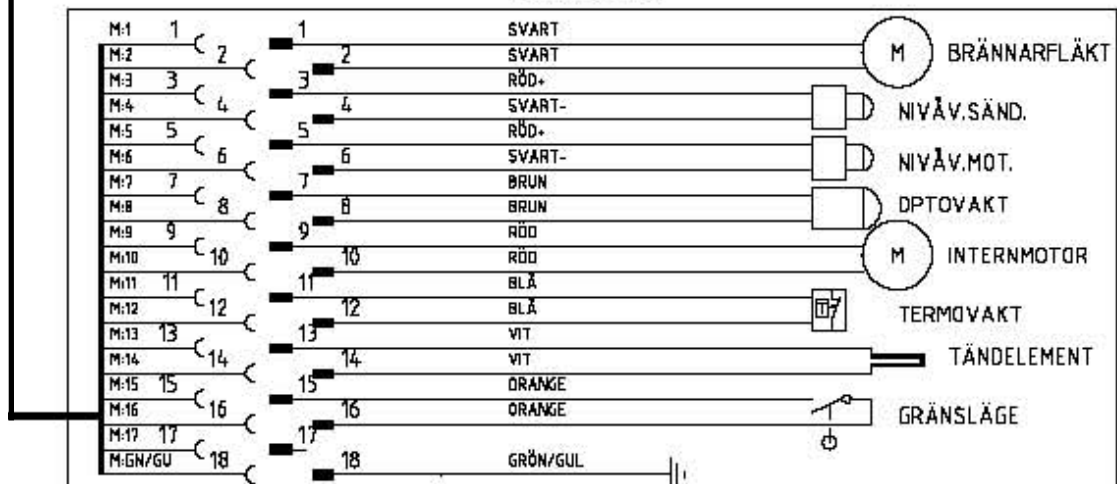 M:1 1 1 SVART
M:2 2 2 SVART
M BRÄNNARFLÄKT
M:3 3 3 RÖD+
M:4 4 4 SVART-
NIVÅV.SÄND.
M:5 5 5 RÖD+
M:6 6 6 SVART-
NIVÅV.MOT.
M:7 7 7 BRUN
M:8 8 8 BRUN
OPTOVAKT
M:9 9 9 RÖD
M:10 10 10 RÖD
M INTERNMOTOR
M:11 11 11 BLÅ
M:12 12 12 BLÅ
T TERMOVAKT
M:13 13 13 VIT
M:14 14 14 VIT
TÄNDELEMENT
M:15 15 15 ORANGE
M:16 16 16 ORANGE
GRÄNSLÄGE
M:17 17 17
M:GN/GU 18 18 GRÖN/GUL